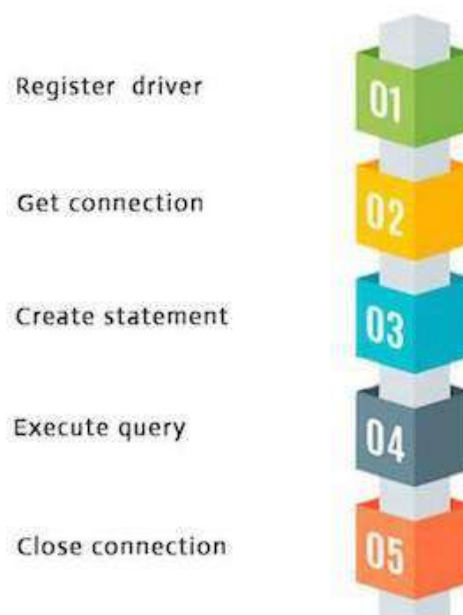 Register driver
01
Get connection
02
Create statement
03
Execute query
04
Close connection
05